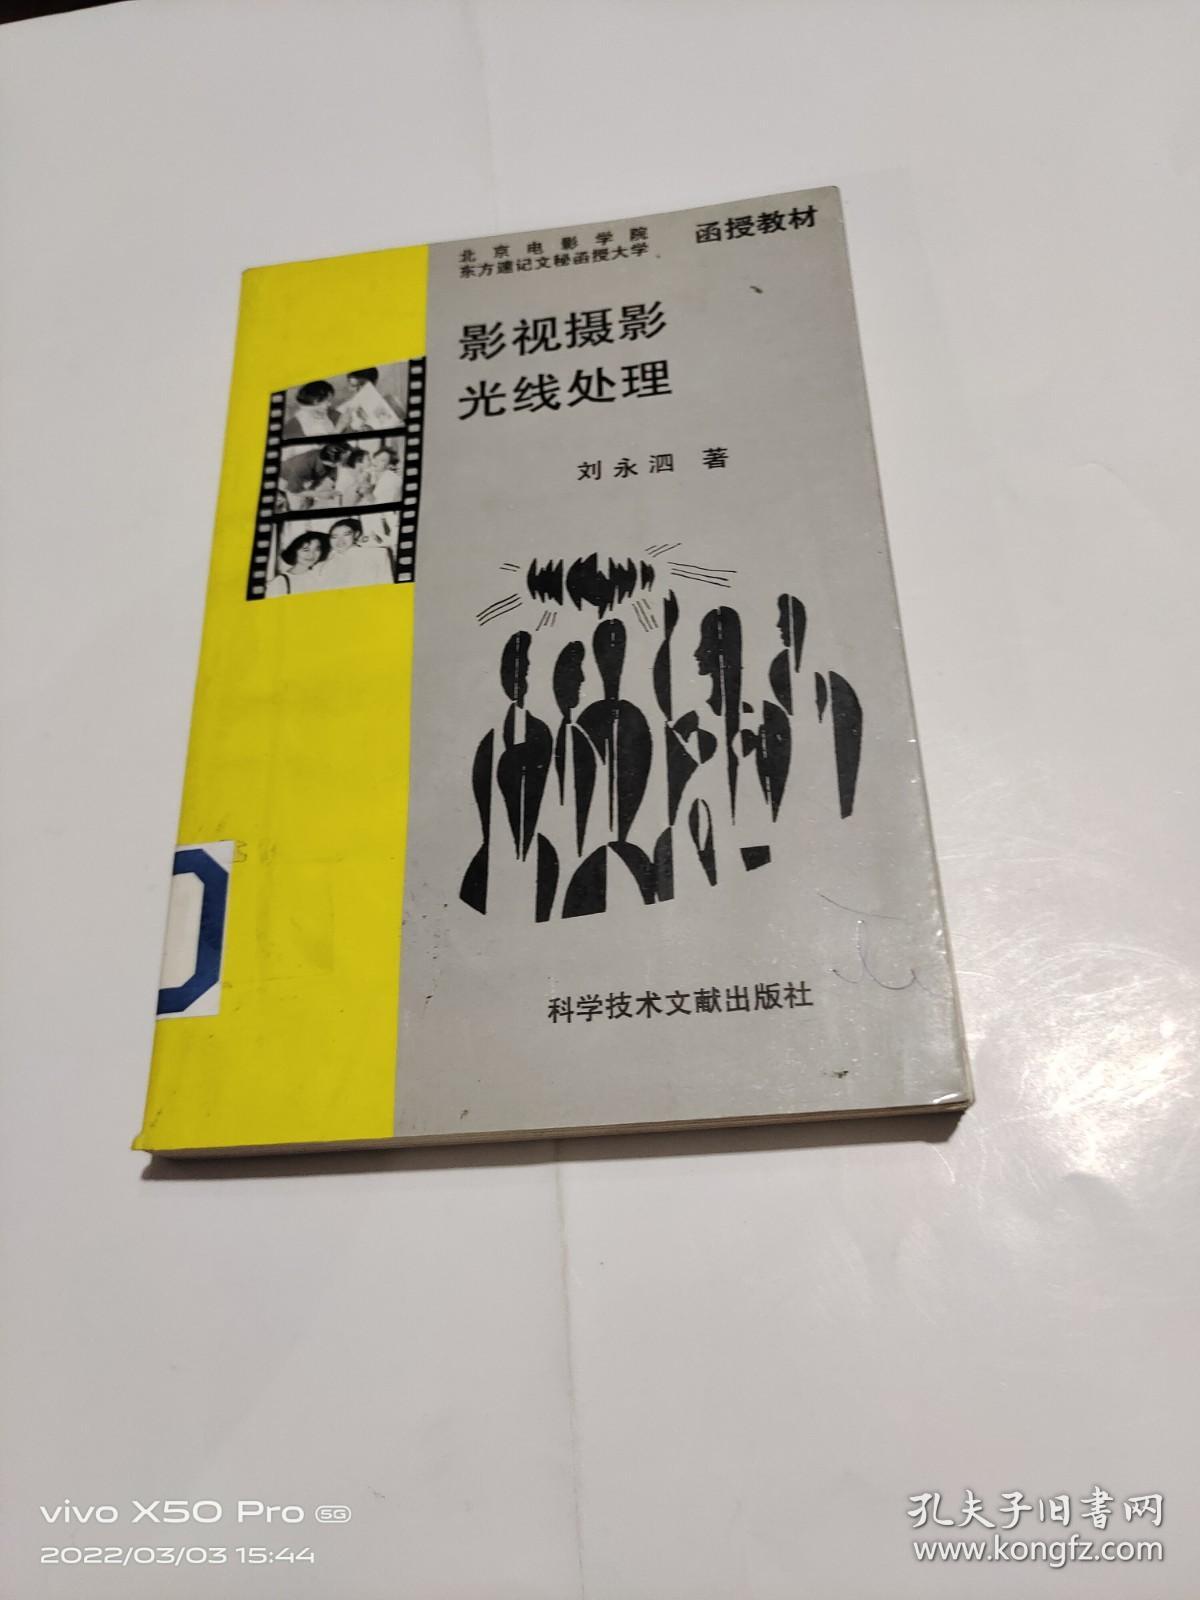 北京电影学院
东方速记文秘函授大学
函授教材
影视摄影
光线处理
刘永泗 著
科学技术文献出版社
vivo X50 Pro 5G
2022/03/03 15:44
孔夫子旧书网
www.kongfz.com